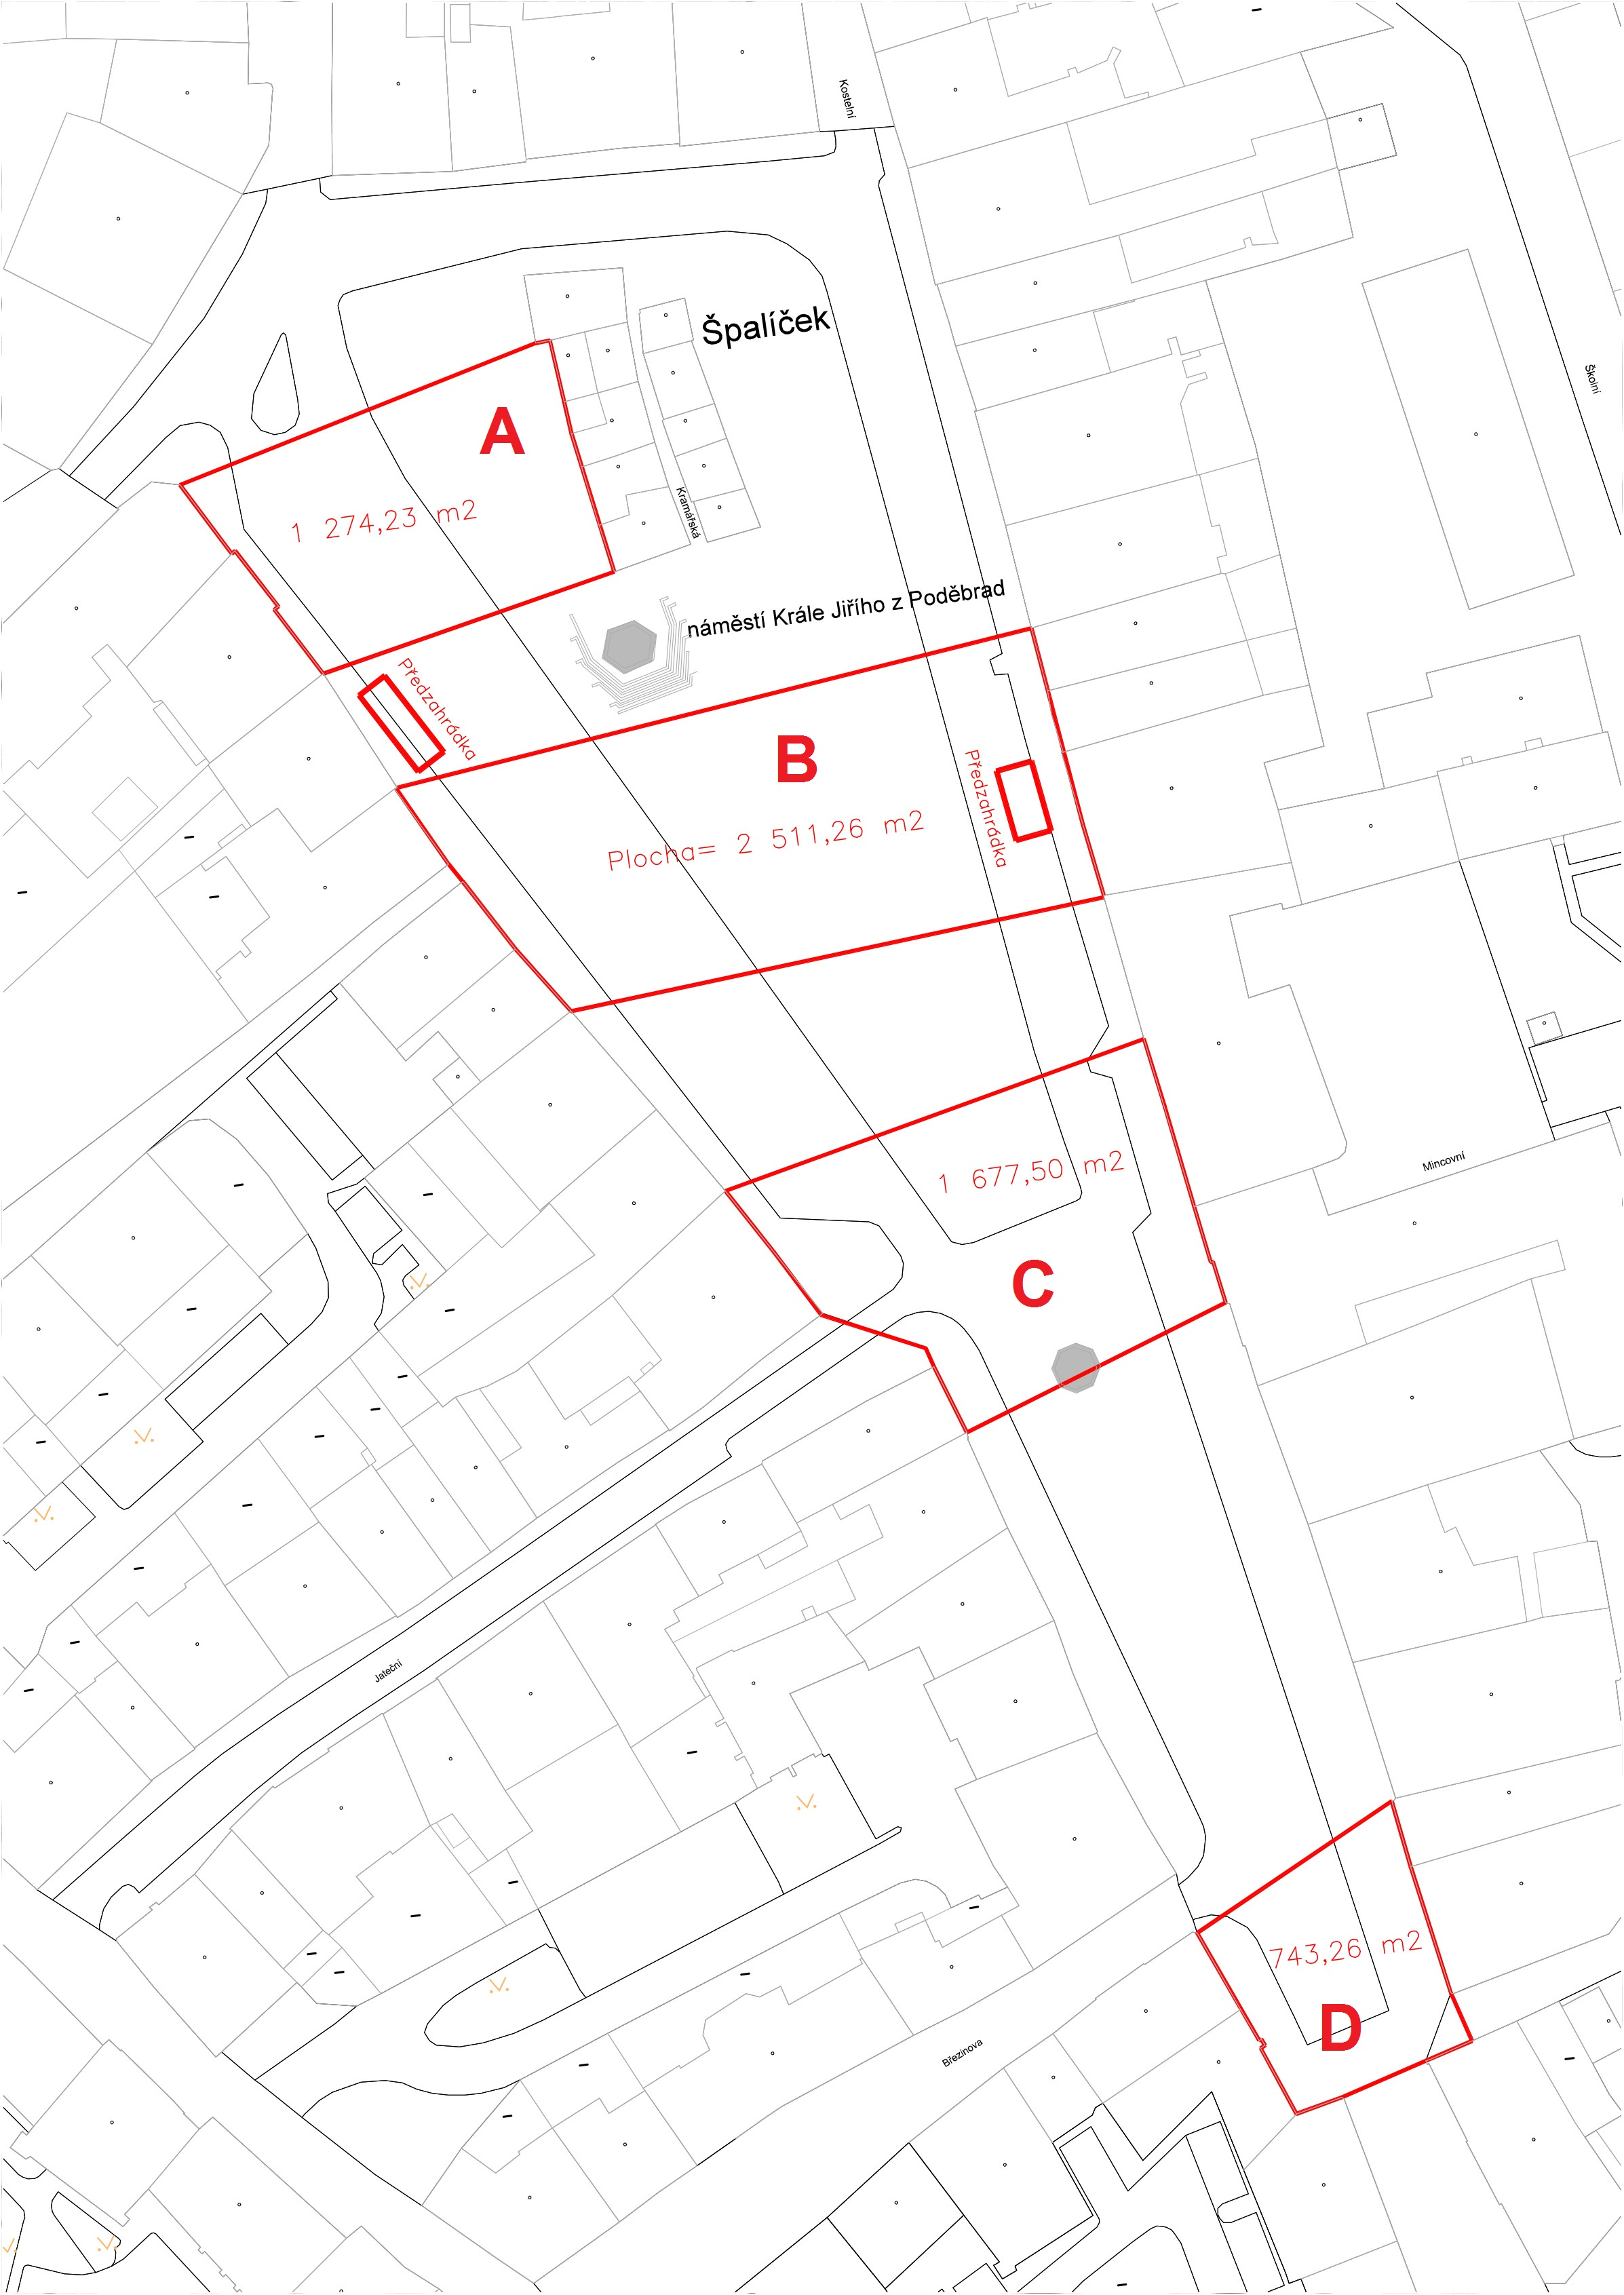 Kostelní
Špalíček
Školní
A
1 274,23 m2
Kramářská
náměstí Krále Jiřího z Poděbrad
Předzahrádka
B
Předzahrádka
Plocha= 2 511,26 m2
1 677,50 m2
Mincovní
C
Jateční
743,26 m2
D
Březinova